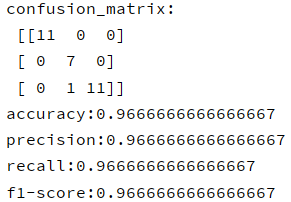 confusion_matrix:
[[11  0  0]
[ 0  7  0]
[ 0  1 11]]
accuracy:0.9666666666666667
precision:0.9666666666666667
recall:0.9666666666666667
f1-score:0.9666666666666667